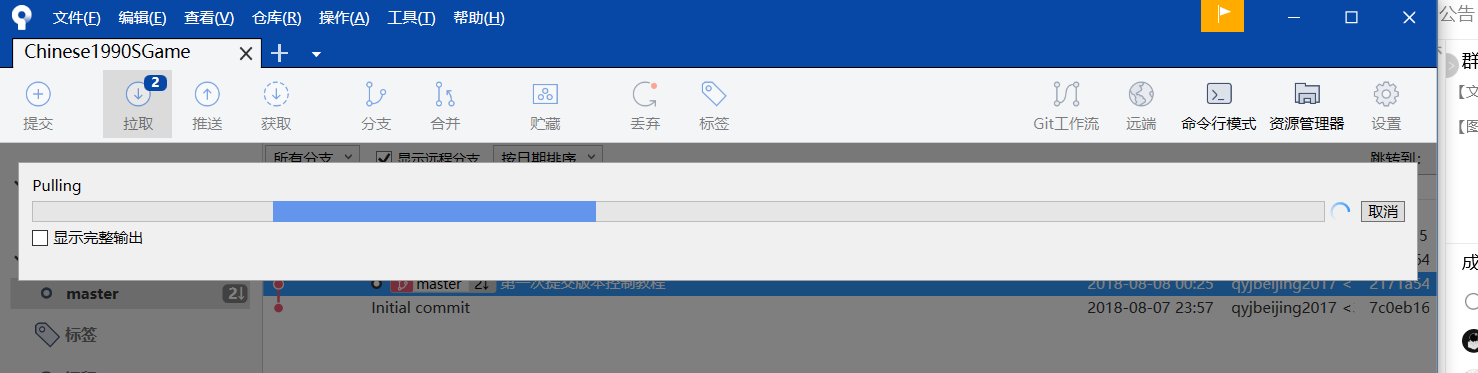 文件(F) 编辑(E) 查看(V) 仓库(R) 操作(A) 工具(T) 帮助(H)
公告
Chinese1990SGame
群
2
提交 拉取 推送 获取 分支 合并 贮藏 丢弃 标签 Git工作流 远端 命令行模式 资源管理器 设置
【文
【图
所有分支 显示远程分支 按日期排序 跳转到:
Pulling
取消
显示完整输出
成
master 2↓
master 2↓ 第一次提交版本控制教程 2018-08-08 00:25 qyjbeijing2017 < 2171a54
Initial commit 2018-08-07 23:57 qyjbeijing2017 < 7c0eb16
标签